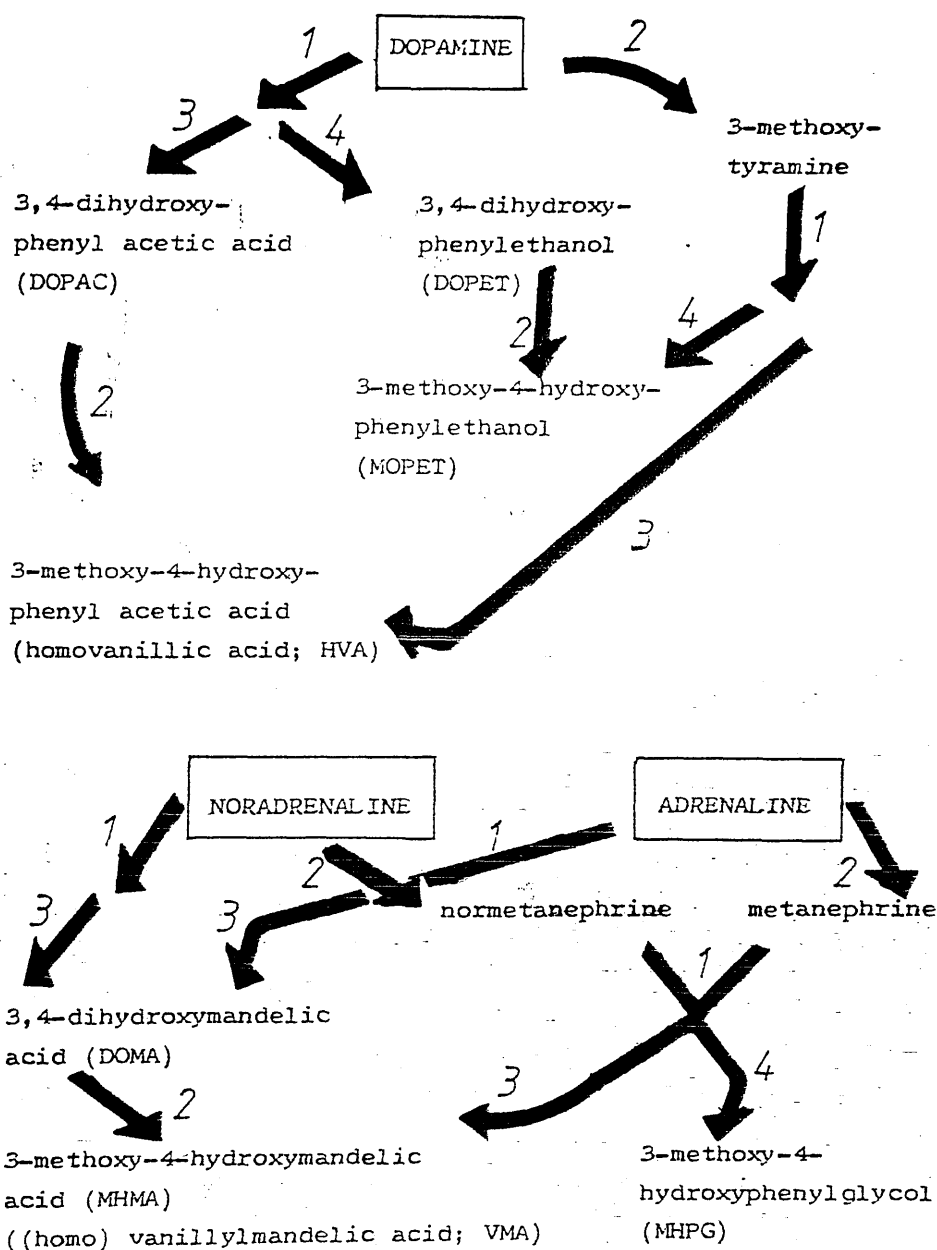 1
DOPAMINE
2
3
4
3-methoxy-
tyramine
3,4-dihydroxy-
phenyl acetic acid
(DOPAC)
3,4-dihydroxy-
phenylethanol
(DOPET)
1
2
4
2
3-methoxy-4-hydroxy-
phenylethanol
(MOPET)
3
3-methoxy-4-hydroxy-
phenyl acetic acid
(homovanillic acid; HVA)
NORADRENALINE
ADRENALINE
1
1
2
2
3
3
normetanephrine
metanephrine
1
3,4-dihydroxymandelic
acid (DOMA)
3
4
2
3-methoxy-4-hydroxymandelic
acid (MHMA)
((homo) vanillylmandelic acid; VMA)
3-methoxy-4-
hydroxyphenylglycol
(MHPG)